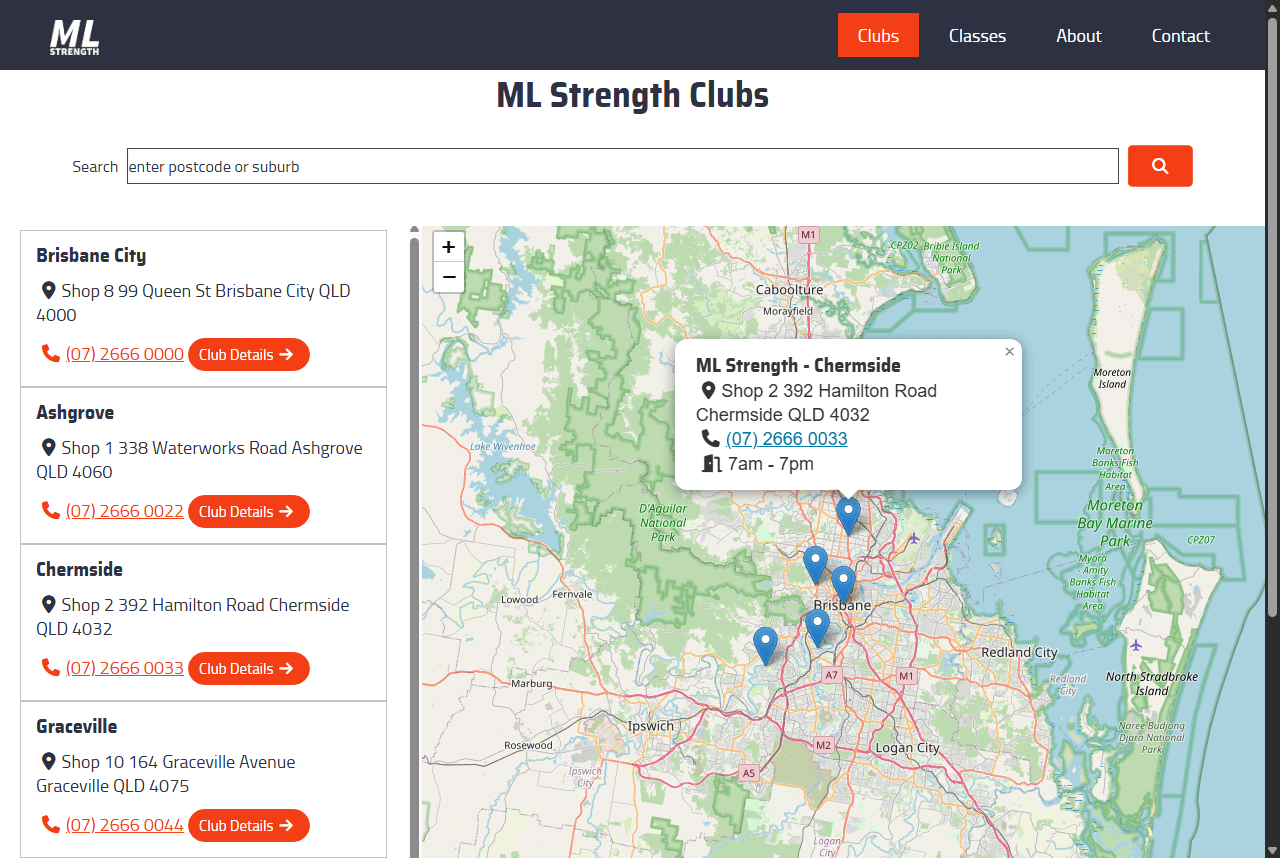 ML
STRENGTH
Clubs
Classes
About
Contact
ML Strength Clubs
Search
enter postcode or suburb
Brisbane City
Shop 8 99 Queen St Brisbane City QLD
4000
(07) 2666 0000
Club Details
Ashgrove
Shop 1 338 Waterworks Road Ashgrove
QLD 4060
(07) 2666 0022
Club Details
Chermside
Shop 2 392 Hamilton Road Chermside
QLD 4032
(07) 2666 0033
Club Details
Graceville
Shop 10 164 Graceville Avenue
Graceville QLD 4075
(07) 2666 0044
Club Details
+
−
M1
CPZ02
Bribie Island
National
Park
Caboolture
Morayfield
ML Strength - Chermside
×
Shop 2 392 Hamilton Road
Chermside QLD 4032
(07) 2666 0033
7am - 7pm
Moreton
Island
Lake Wivenhoe
Moreton
Banks Fish
Habitat
Area
D'Aguilar
National
Park
Moreton
Bay Marine
Park
CPZ07
Myora
- Amity
Banks Fish
Habitat
Area
Lowood
Fernvale
Brisbane
Redland City
A7
M1
Redland
City
North Stradbroke
Island
Marburg
Ipswich
Rosewood
Naree Budjong
Djara National
Park
M2
Logan City
A5
Ipswich
City
Logan
City